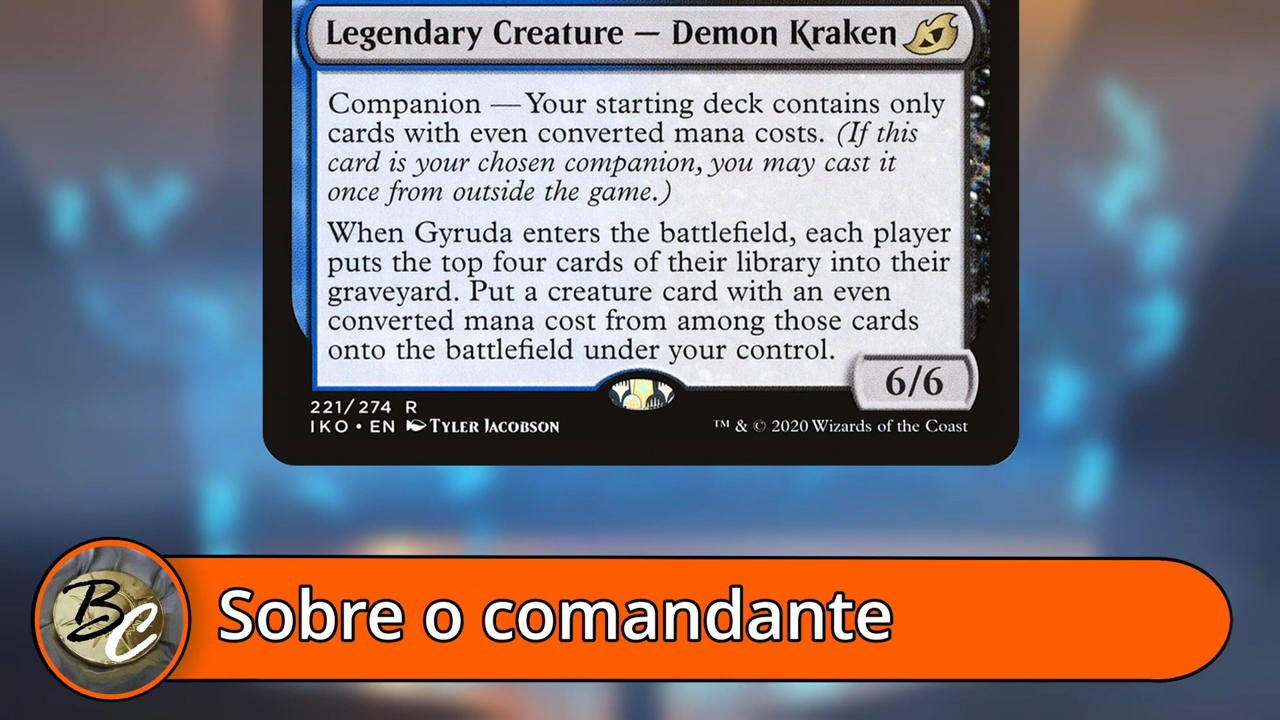 Legendary Creature — Demon Kraken
Companion — Your starting deck contains only
cards with even converted mana costs. (If this
card is your chosen companion, you may cast it
once from outside the game.)
When Gyruda enters the battlefield, each player
puts the top four cards of their library into their
graveyard. Put a creature card with an even
converted mana cost from among those cards
onto the battlefield under your control.
6/6
221/274 R
IKO • EN Tyler Jacobson
™ & © 2020 Wizards of the Coast
BC
Sobre o comandante